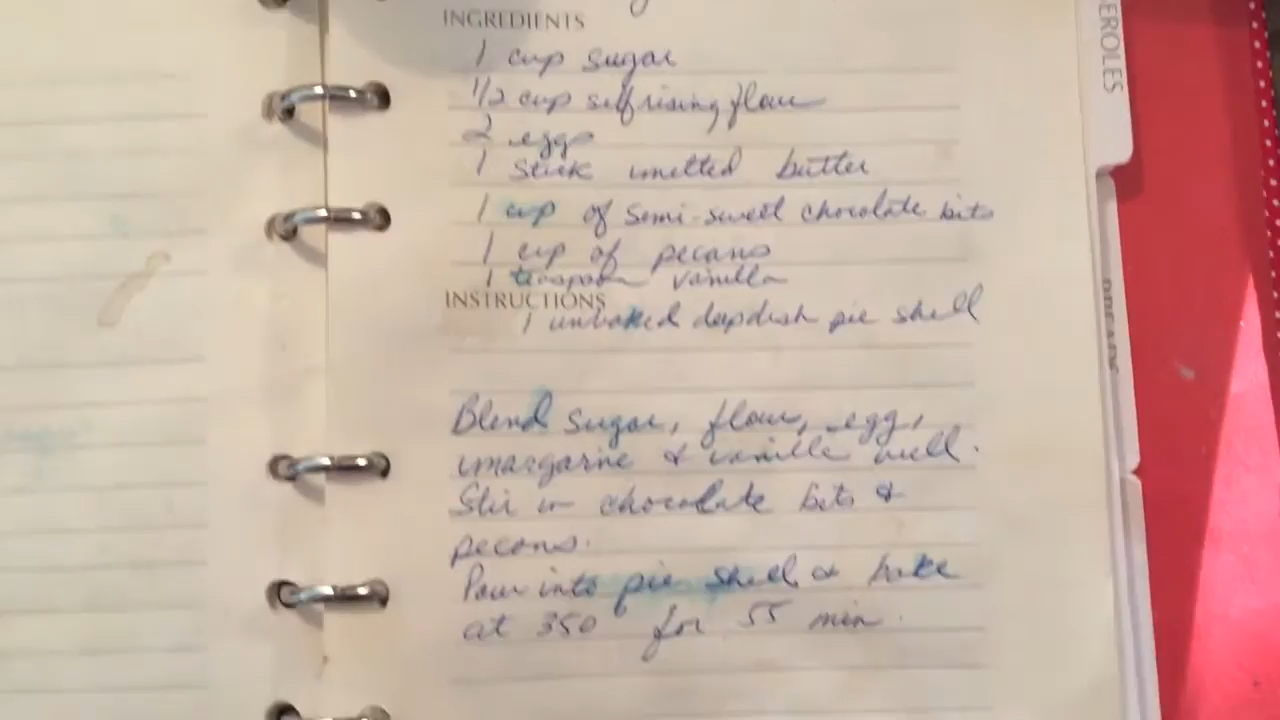 INGREDIENTS
1 cup sugar
1/2 cup self rising flour
2 eggs
1 stick melted butter
1 cup of semi-sweet chocolate bits
1 cup of pecans
1 teaspoon vanilla
INSTRUCTIONS
1 unbaked deepdish pie shell
Blend sugar, flour, egg,
margarine & vanilla well.
Stir in chocolate bits &
pecans.
Pour into pie shell & bake
at 350° for 55 min.
EROLES